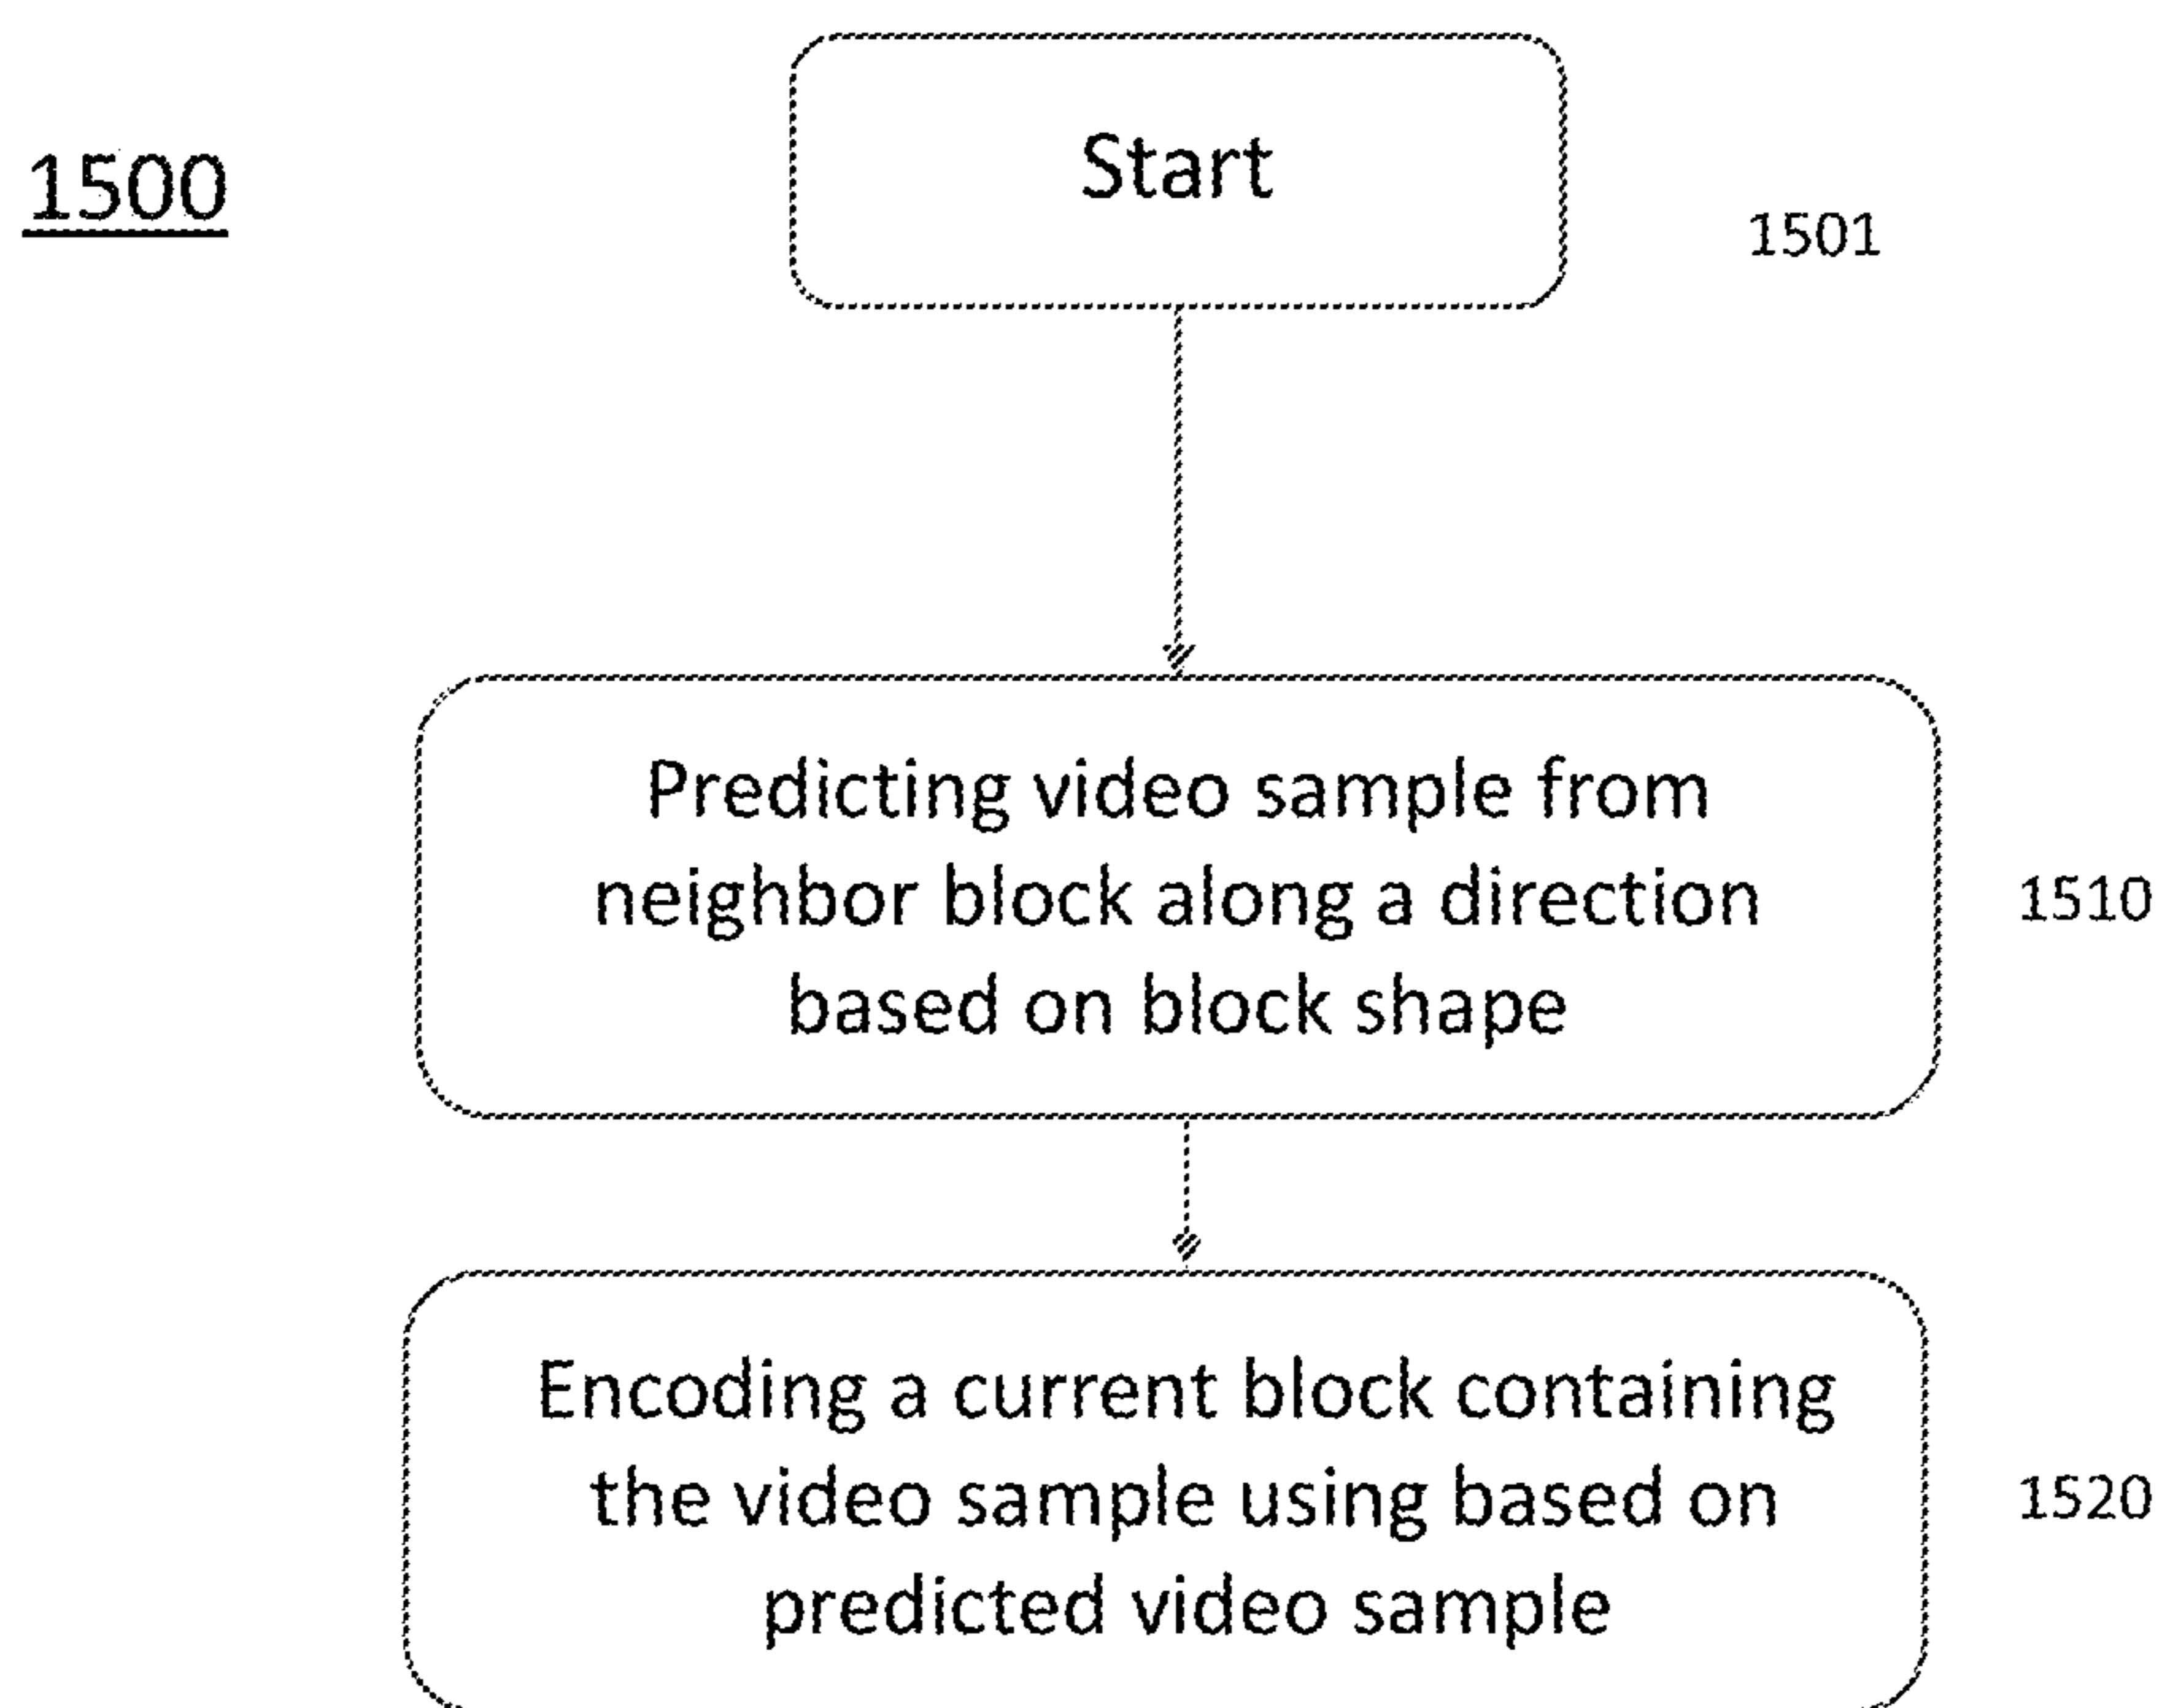 1500
Start
1501
Predicting video sample from
neighbor block along a direction
based on block shape
1510
Encoding a current block containing
the video sample using based on
predicted video sample
1520